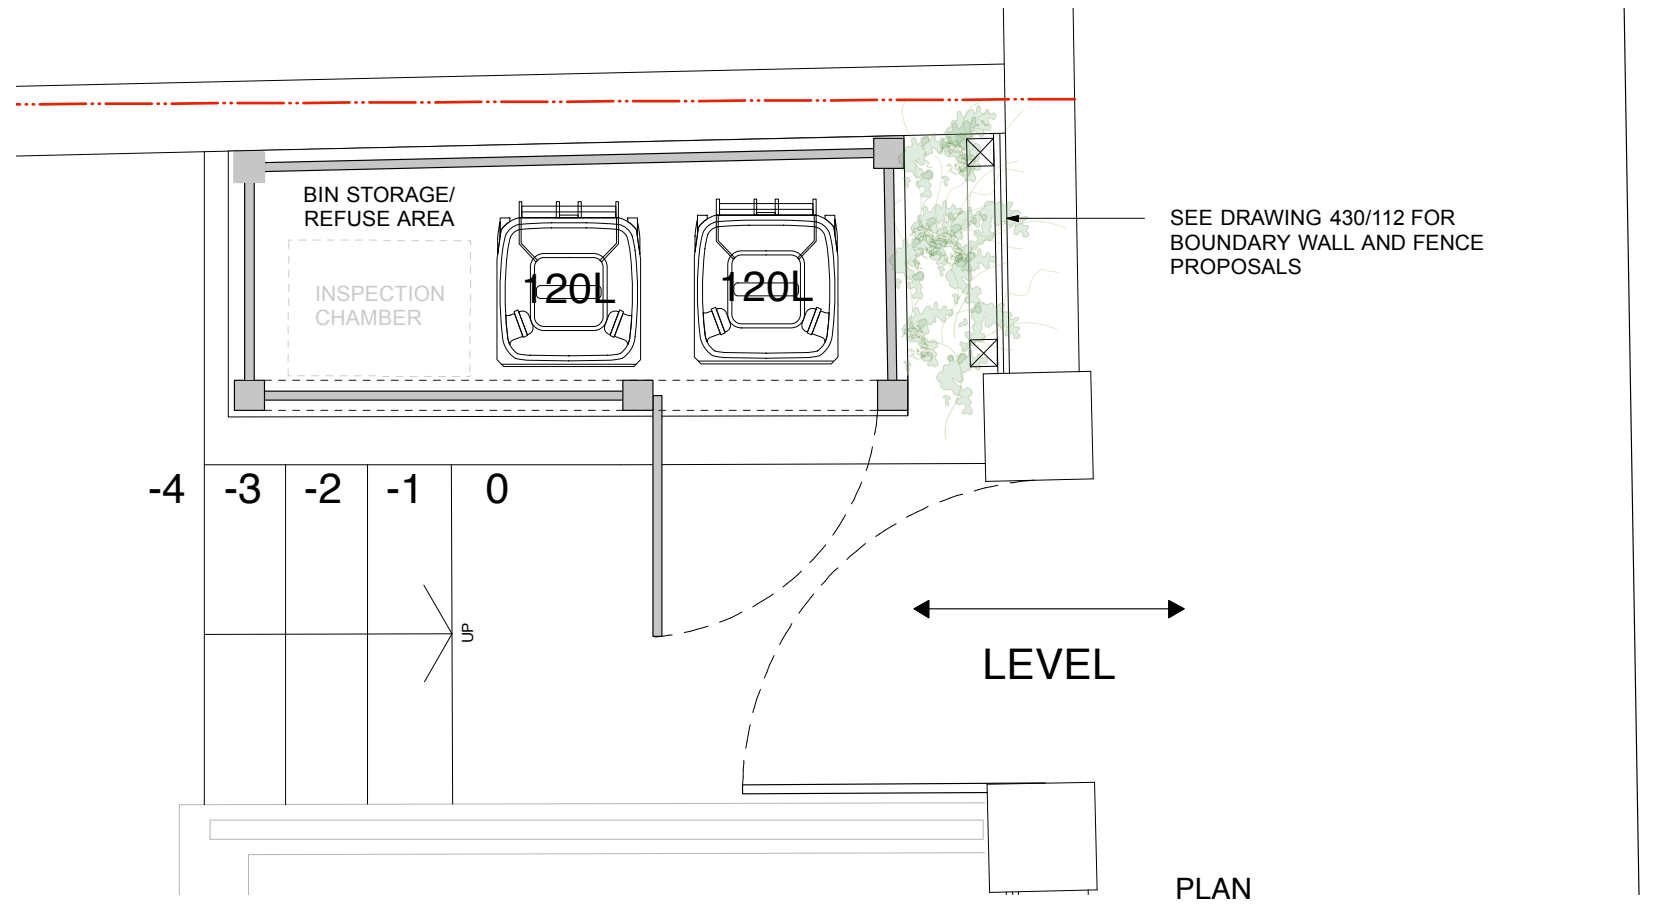 BIN STORAGE/
REFUSE AREA
INSPECTION
CHAMBER
120L
120L
SEE DRAWING 430/112 FOR
BOUNDARY WALL AND FENCE
PROPOSALS
-4 -3 -2 -1 0
UP
LEVEL
PLAN